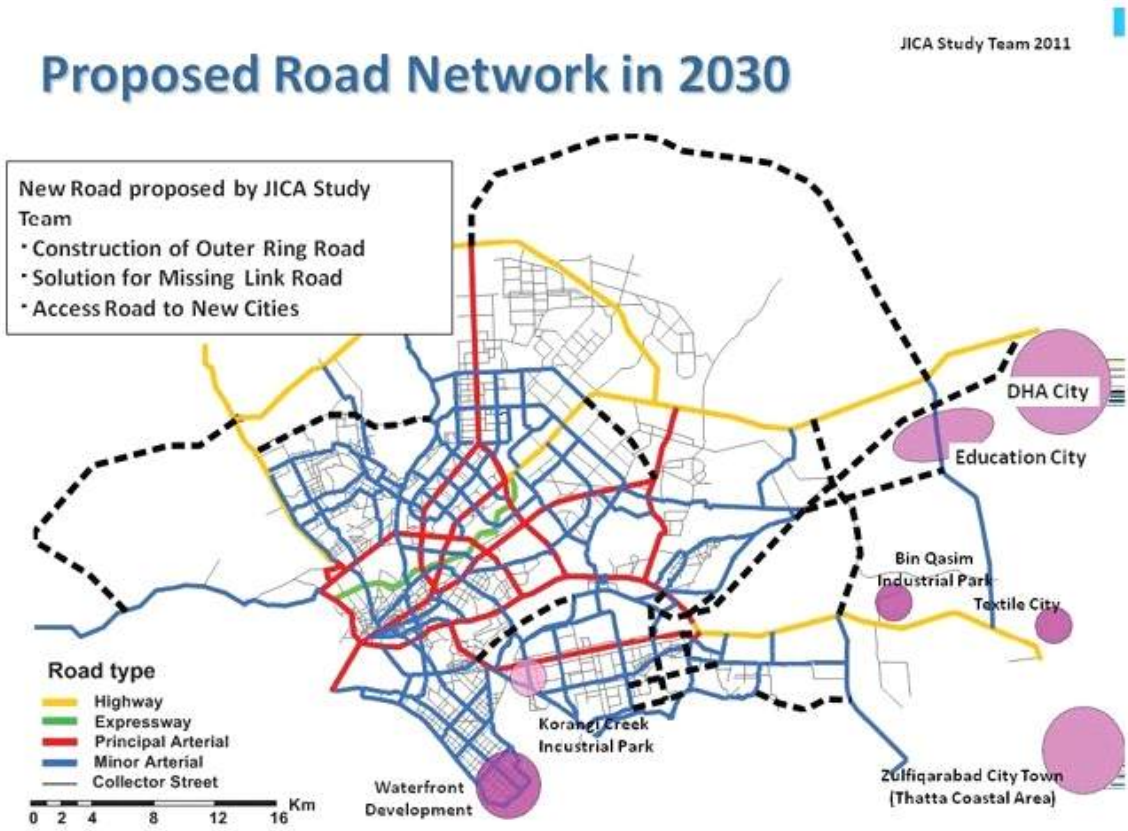 JICA Study Team 2011
Proposed Road Network in 2030
New Road proposed by JICA Study
Team
· Construction of Outer Ring Road
· Solution for Missing Link Road
· Access Road to New Cities
DHA City
Education City
Bin Qasim
Industrial Park
Textile City
Road type
Highway
Expressway
Principal Arterial
Minor Arterial
Collector Street
Km
0 2 4 8 12 16
Korangi Creek
Incustrial Park
Waterfront
Development
Zulfiqarabad City Town
(Thatta Coastal Area)